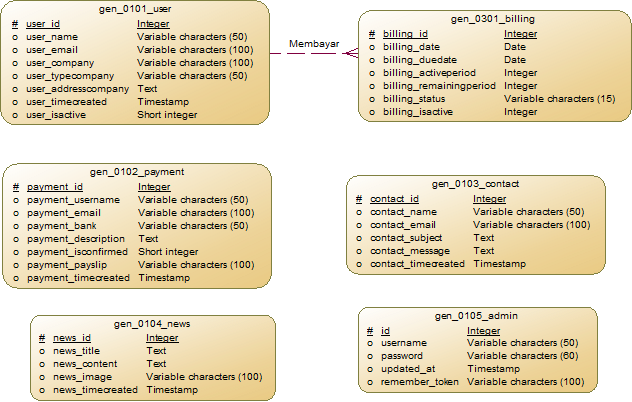 gen_0101_user
# user_id Integer
o user_name Variable characters (50)
o user_email Variable characters (100)
o user_company Variable characters (100)
o user_typecompany Variable characters (50)
o user_addresscompany Text
o user_timecreated Timestamp
o user_isactive Short integer
Membayar
gen_0301_billing
# billing_id Integer
o billing_date Date
o billing_duedate Date
o billing_activeperiod Integer
o billing_remainingperiod Integer
o billing_status Variable characters (15)
o billing_isactive Integer
gen_0102_payment
# payment_id Integer
o payment_username Variable characters (50)
o payment_email Variable characters (100)
o payment_bank Variable characters (50)
o payment_description Text
o payment_isconfirmed Short integer
o payment_payslip Variable characters (100)
o payment_timecreated Timestamp
gen_0103_contact
# contact_id Integer
o contact_name Variable characters (50)
o contact_email Variable characters (100)
o contact_subject Text
o contact_message Text
o contact_timecreated Timestamp
gen_0104_news
# news_id Integer
o news_title Text
o news_content Text
o news_image Variable characters (100)
o news_timecreated Timestamp
gen_0105_admin
# id Integer
o username Variable characters (50)
o password Variable characters (60)
o updated_at Timestamp
o remember_token Variable characters (100)